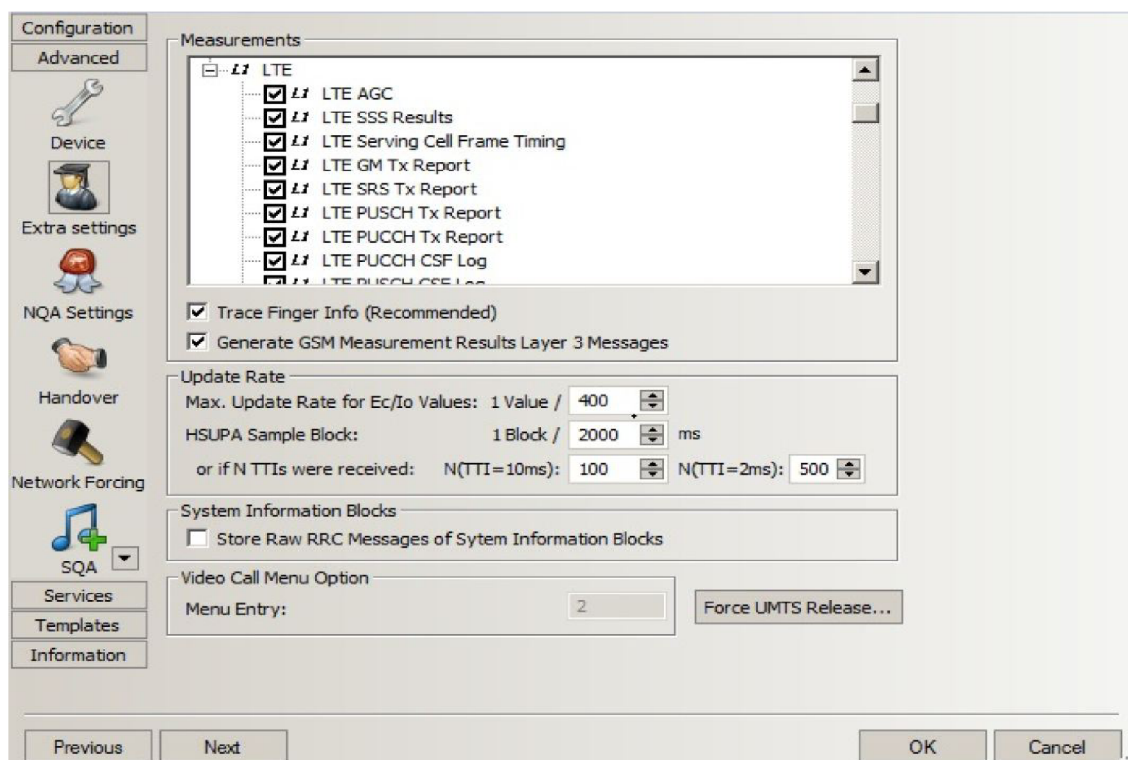 Configuration
Advanced
Device
Extra settings
NQA Settings
Handover
Network Forcing
SQA
Services
Templates
Information
Measurements
L1 LTE
L1 LTE AGC
L1 LTE SSS Results
L1 LTE Serving Cell Frame Timing
L1 LTE GM Tx Report
L1 LTE SRS Tx Report
L1 LTE PUSCH Tx Report
L1 LTE PUCCH Tx Report
L1 LTE PUCCH CSF Log
L1 LTE PUSCH CSF Log
Trace Finger Info (Recommended)
Generate GSM Measurement Results Layer 3 Messages
Update Rate
Max. Update Rate for Ec/Io Values: 1 Value / 400
HSUPA Sample Block: 1 Block / 2000 ms
or if N TTIs were received: N(TTI=10ms): 100 N(TTI=2ms): 500
System Information Blocks
Store Raw RRC Messages of Sytem Information Blocks
Video Call Menu Option
Menu Entry: 2
Force UMTS Release...
Previous Next OK Cancel